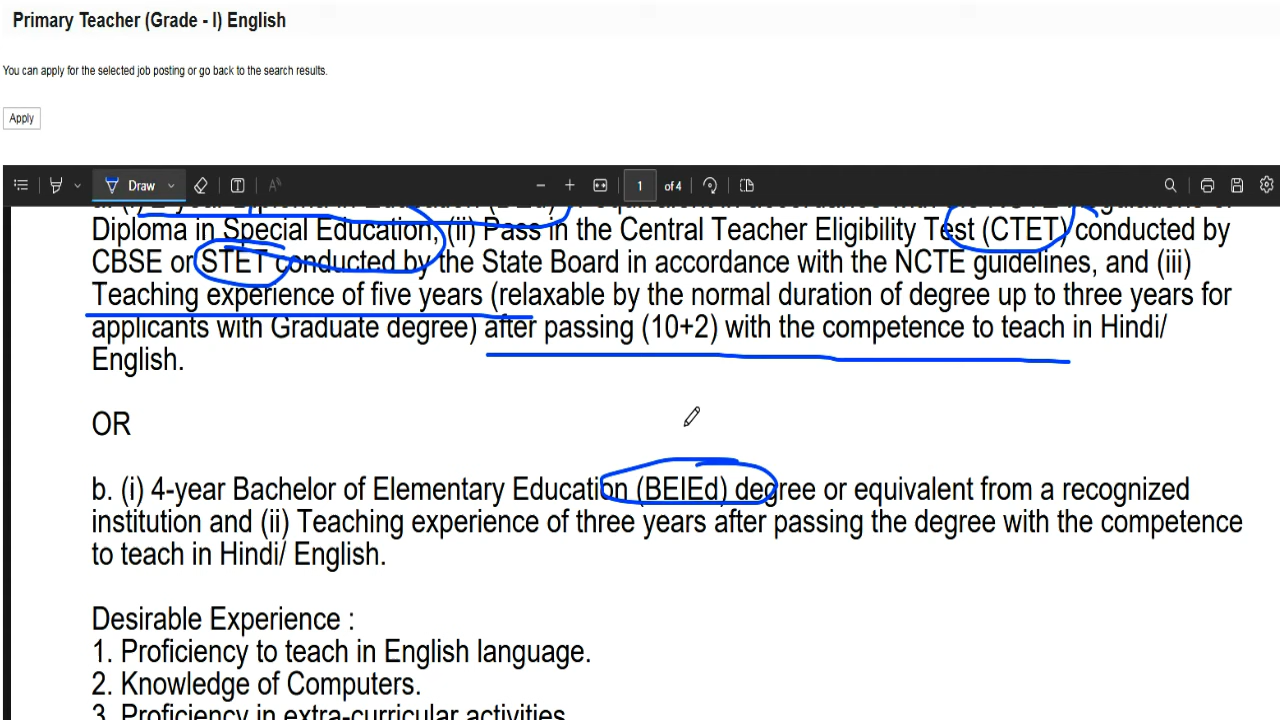 Primary Teacher (Grade - I) English
You can apply for the selected job posting or go back to the search results.
Apply
Draw
1 of 4
Diploma in Special Education, (ii) Pass in the Central Teacher Eligibility Test (CTET) conducted by
CBSE or STET conducted by the State Board in accordance with the NCTE guidelines, and (iii)
Teaching experience of five years (relaxable by the normal duration of degree up to three years for
applicants with Graduate degree) after passing (10+2) with the competence to teach in Hindi/
English.
OR
b. (i) 4-year Bachelor of Elementary Education (BElEd) degree or equivalent from a recognized
institution and (ii) Teaching experience of three years after passing the degree with the competence
to teach in Hindi/ English.
Desirable Experience :
1. Proficiency to teach in English language.
2. Knowledge of Computers.
3. Proficiency in extra-curricular activities